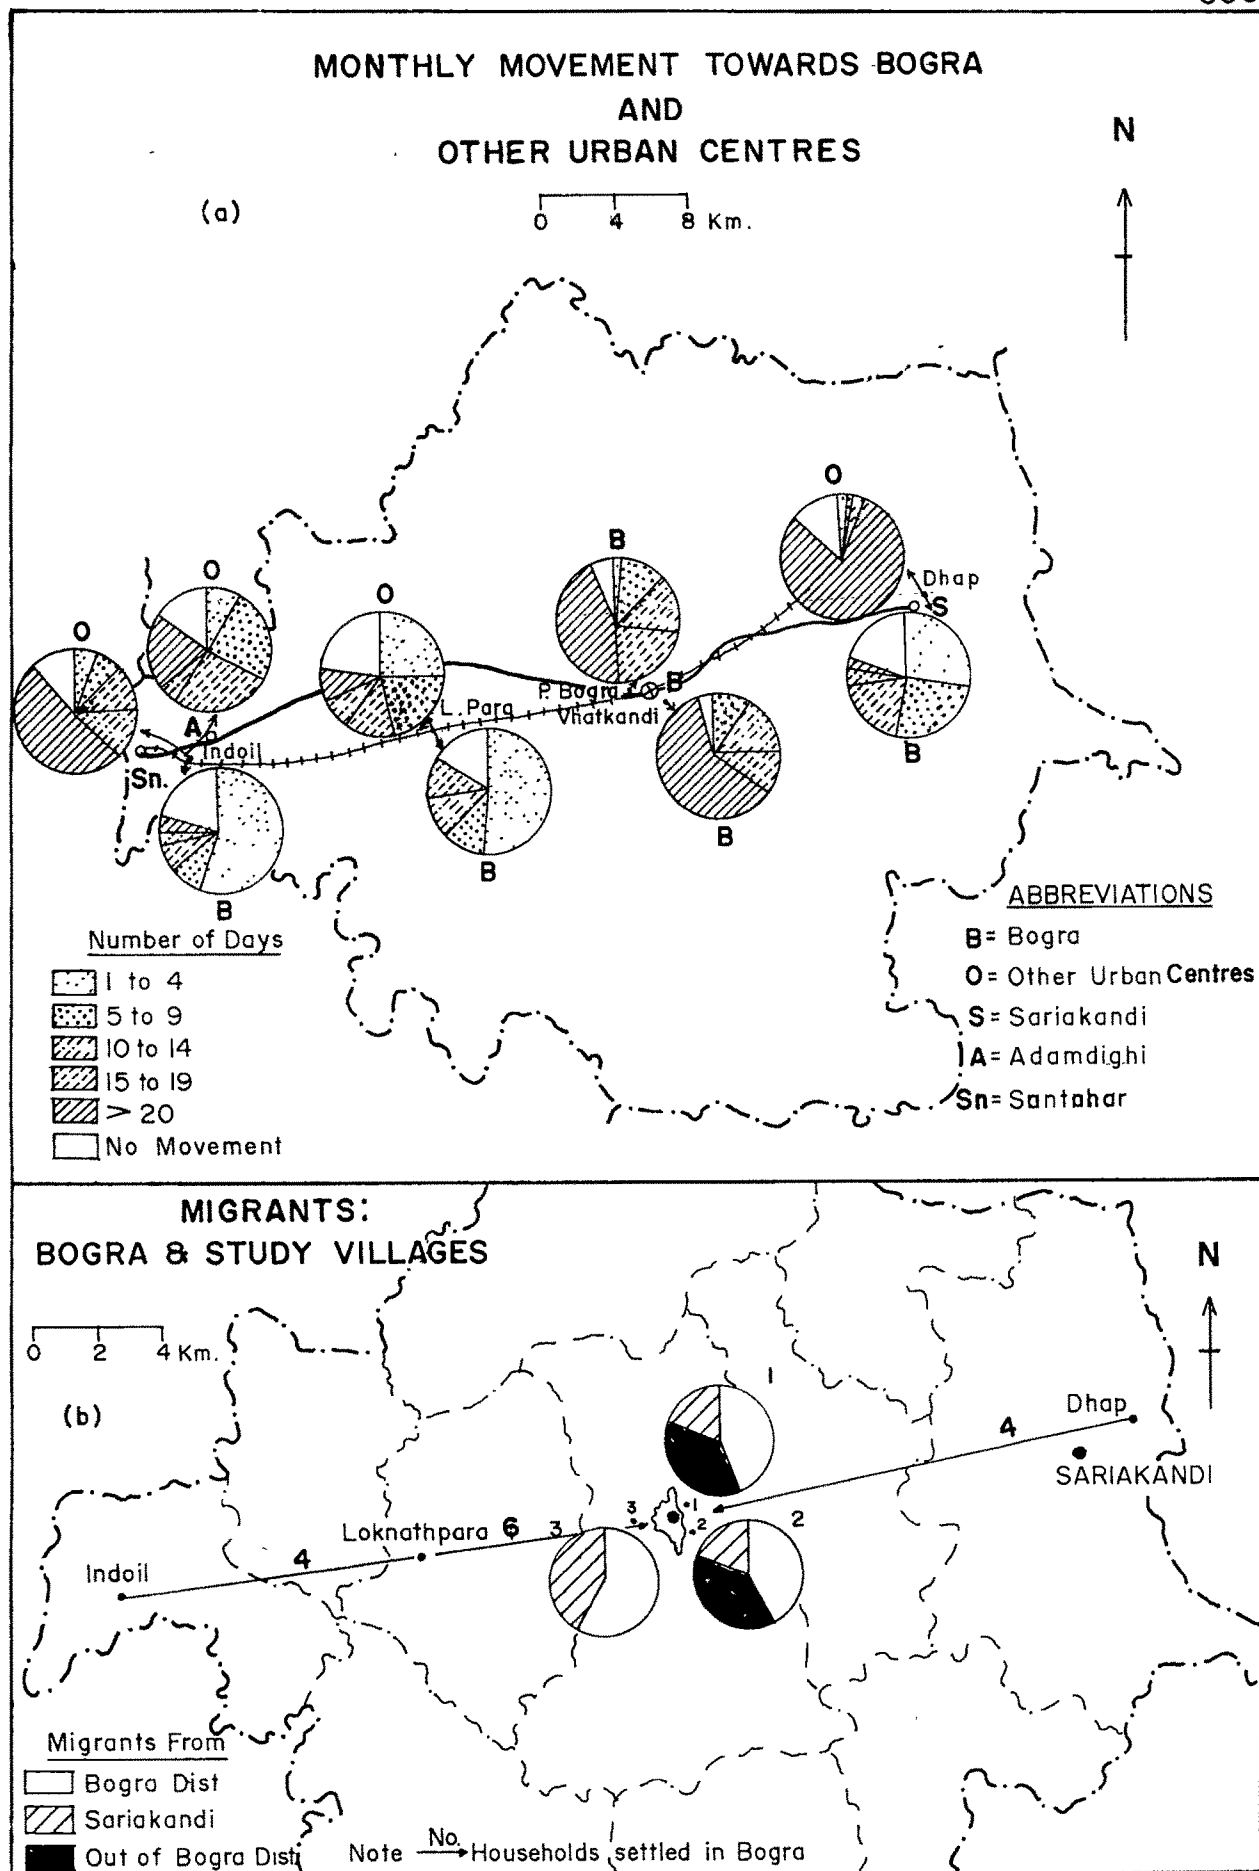 MONTHLY MOVEMENT TOWARDS BOGRA
AND
OTHER URBAN CENTRES
N
(a)
0 4 8 Km.
O
B
Dhap
O
O
O
S
B
P. Bogra
Vhatkandi
L. Para
A
Indoil
Sn.
B
B
B
B
Number of Days
1 to 4
5 to 9
10 to 14
15 to 19
> 20
No Movement
ABBREVIATIONS
B= Bogra
O= Other Urban Centres
S= Sariakandi
A= Adamdighi
Sn= Santahar
MIGRANTS:
BOGRA & STUDY VILLAGES
N
0 2 4 Km.
(b)
1
Dhap
4
SARIAKANDI
3 1
2
Loknathpara 6 3
2
4
Indoil
Migrants From
Bogra Dist
Sariakandi
Out of Bogra Dist
Note No. Households settled in Bogra